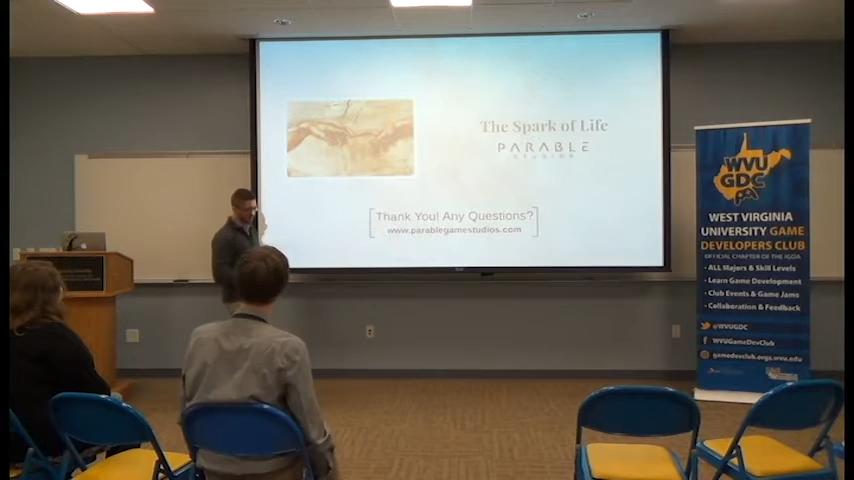 The Spark of Life
PARABLE
STUDIOS
Thank You! Any Questions?
www.parablegamestudios.com
WVU
GDC
WEST VIRGINIA
UNIVERSITY GAME
DEVELOPERS CLUB
OFFICIAL CHAPTER OF THE IGDA
· ALL Majors & Skill Levels
· Learn Game Development
· Club Events & Game Jams
· Collaboration & Feedback
@WVUGDC
WVUGameDevClub
gamedevclub.orgs.wvu.edu